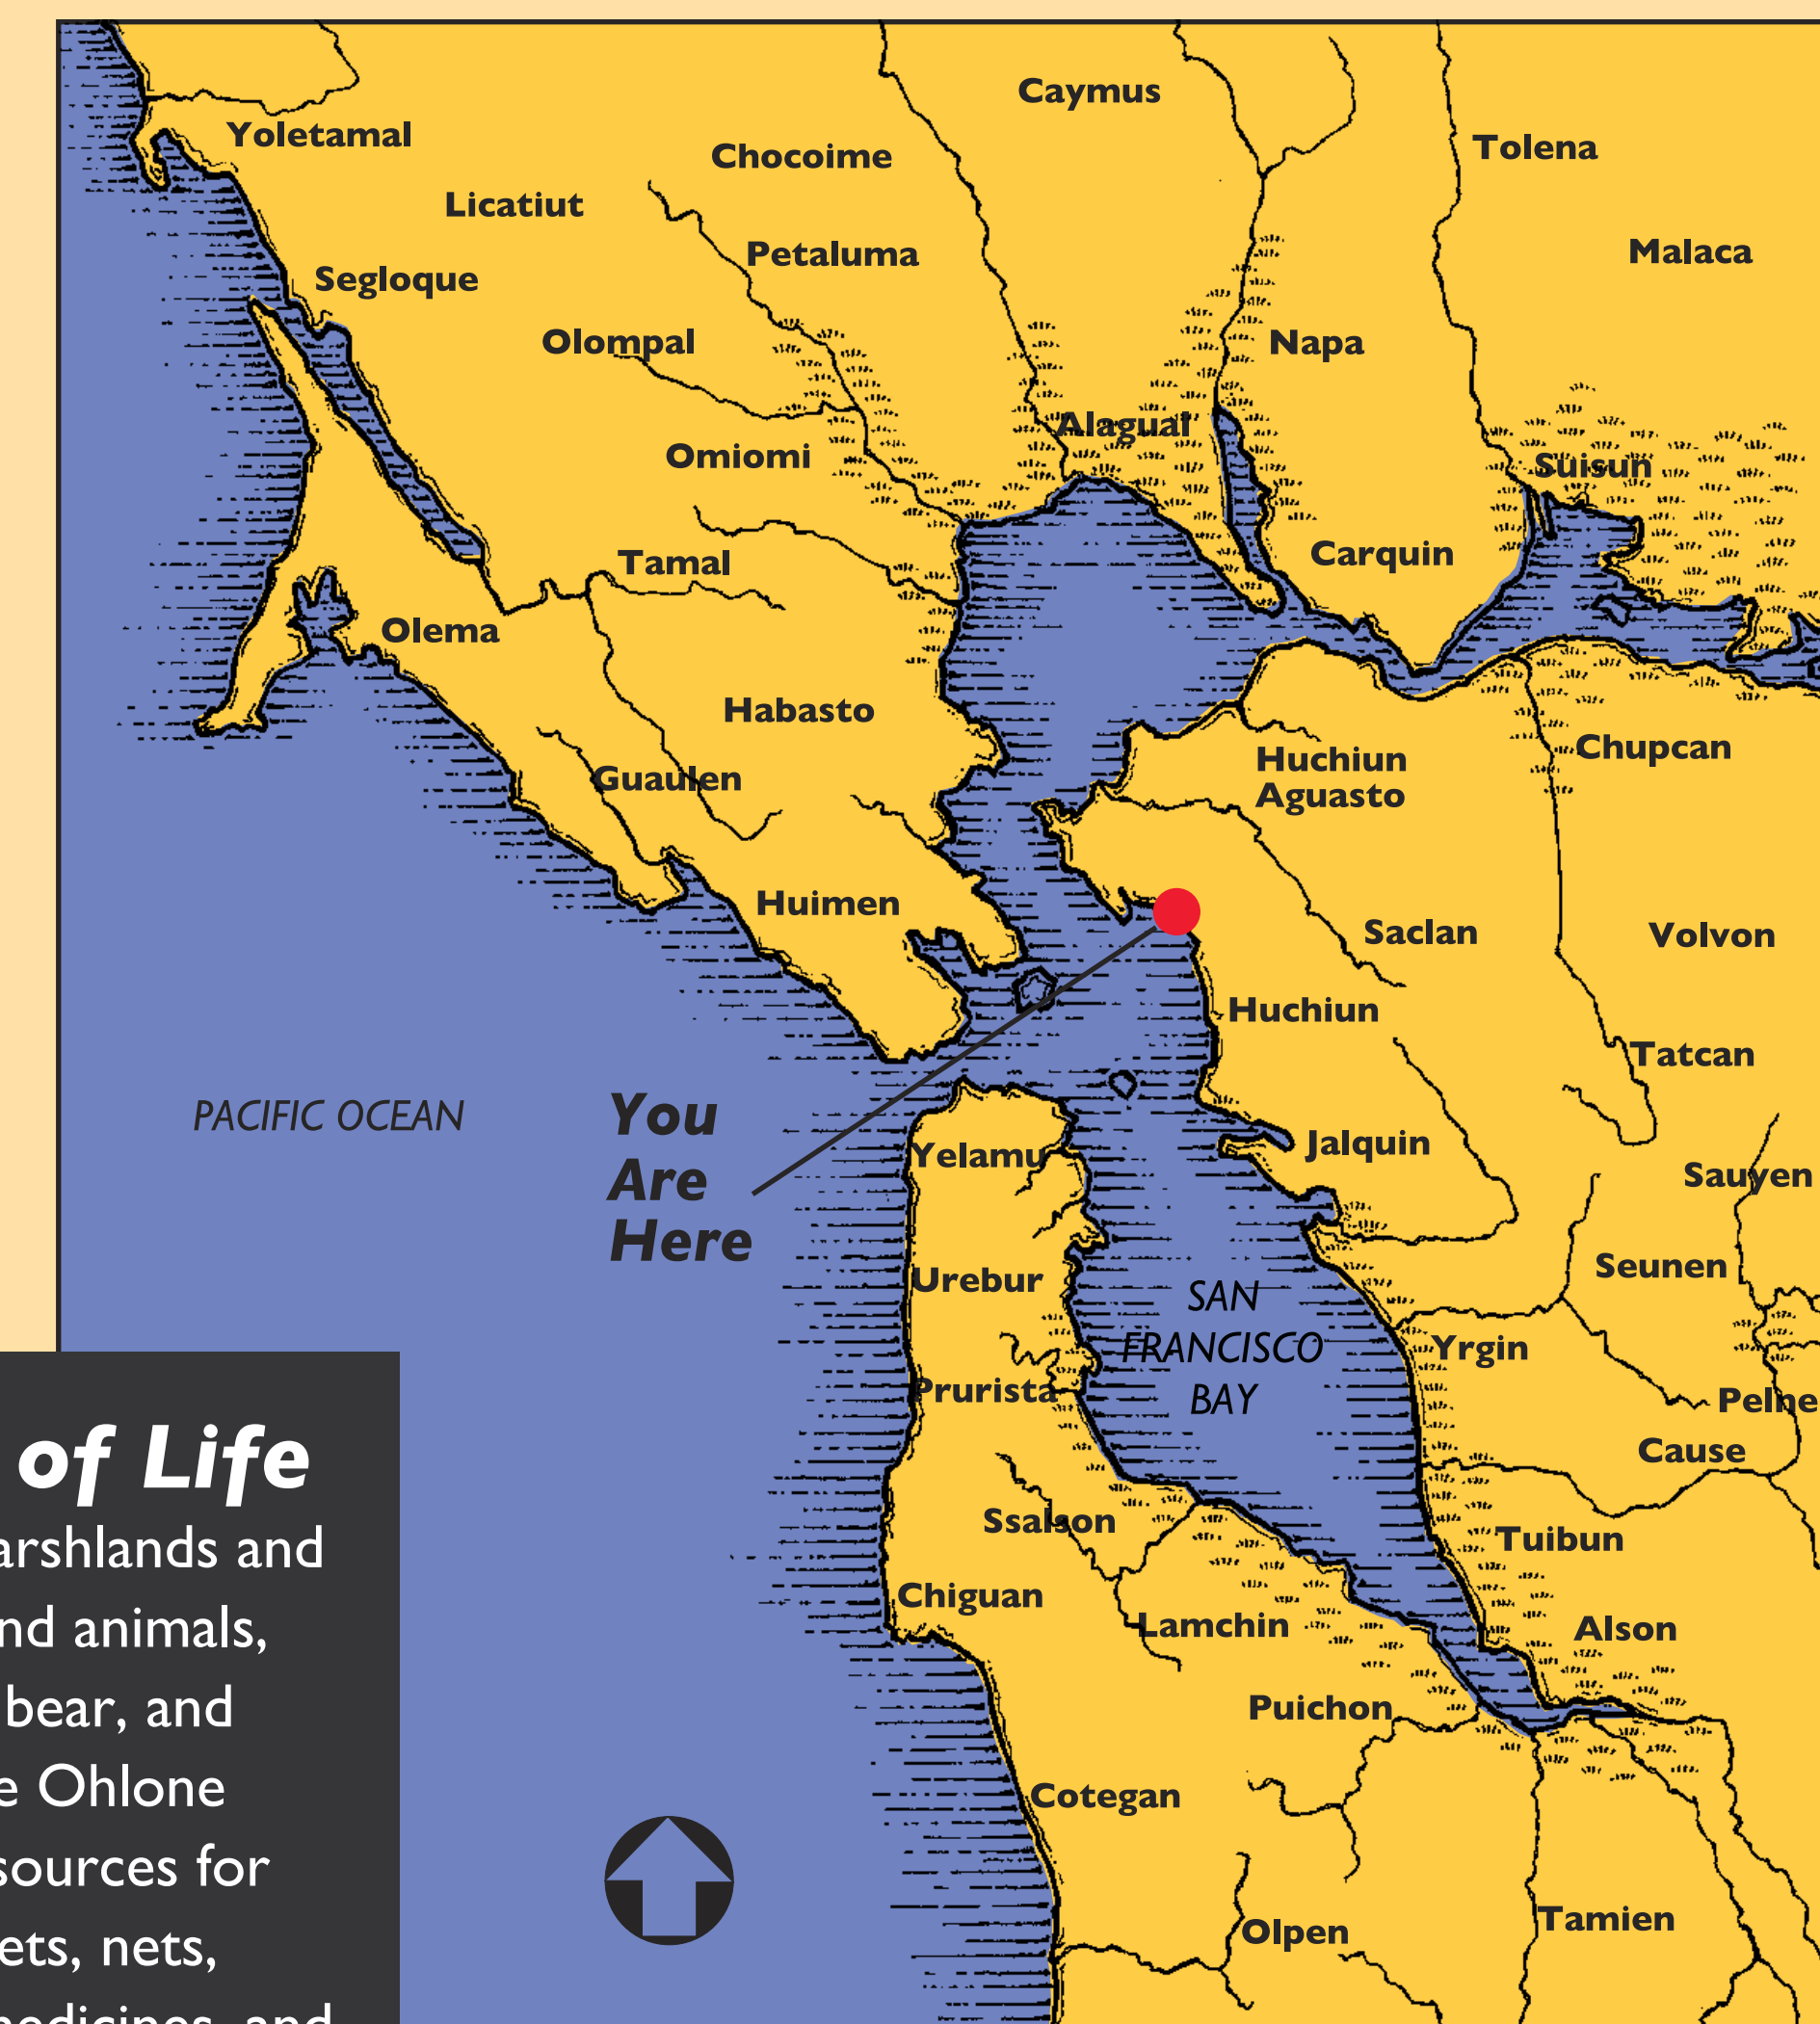 Caymus
Yoletamal
Tolena
Chocoime
Licatiut
Petaluma
Malaca
Segloque
Olompal
Napa
Alagual
Omiomi
Suisun
Carquin
Tamal
Olema
Habasto
Huchiun
Aguasto
Chupcan
Guaulen
Huimen
Saclan
Volvon
Huchiun
Tatcan
PACIFIC OCEAN
You
Are
Here
Yelamu
Jalquin
Sauyen
Seunen
Urebur
SAN
FRANCISCO
BAY
Yrgin
Prurista
Pelne
Cause
of Life
Ssalson
Tuibun
arshlands and
Chiguan
Lamchin
Alson
nd animals,
bear, and
Puichon
e Ohlone
Cotegan
sources for
Olpen
Tamien
ets, nets,
medicines, and